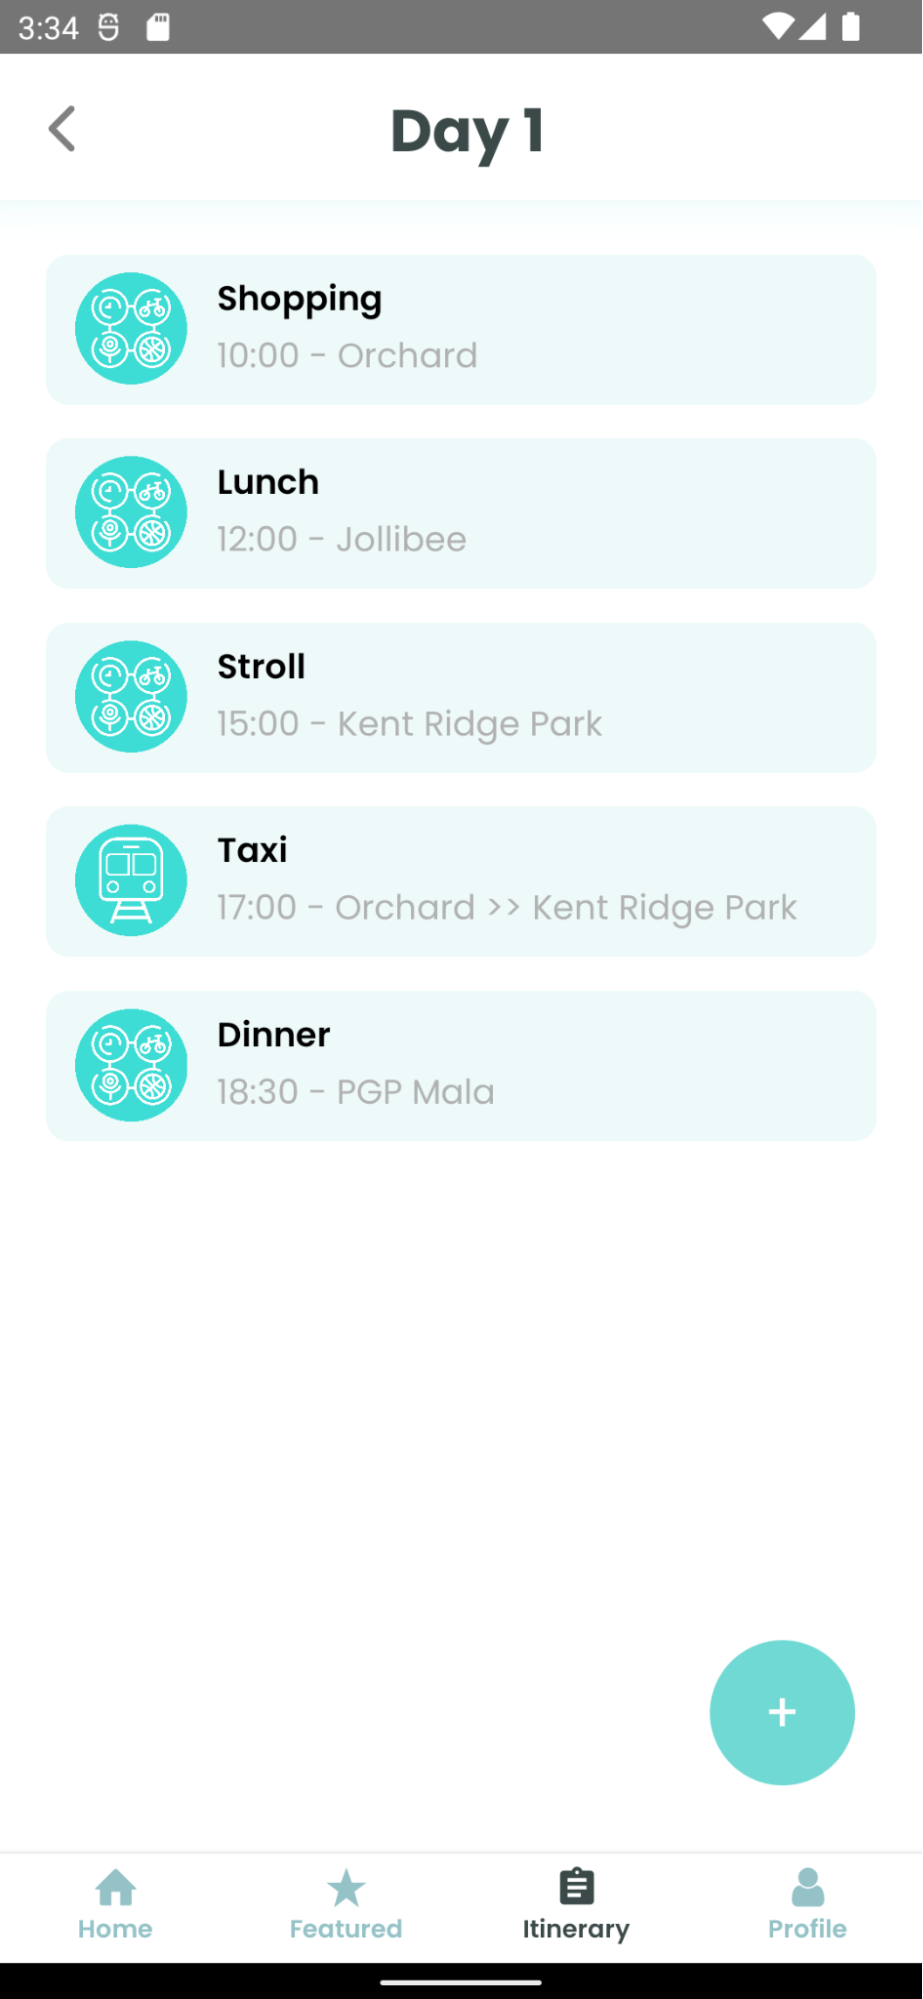 3:34
Day 1
Shopping
10:00 - Orchard
Lunch
12:00 - Jollibee
Stroll
15:00 - Kent Ridge Park
Taxi
17:00 - Orchard >> Kent Ridge Park
Dinner
18:30 - PGP Mala
+
Home Featured Itinerary Profile